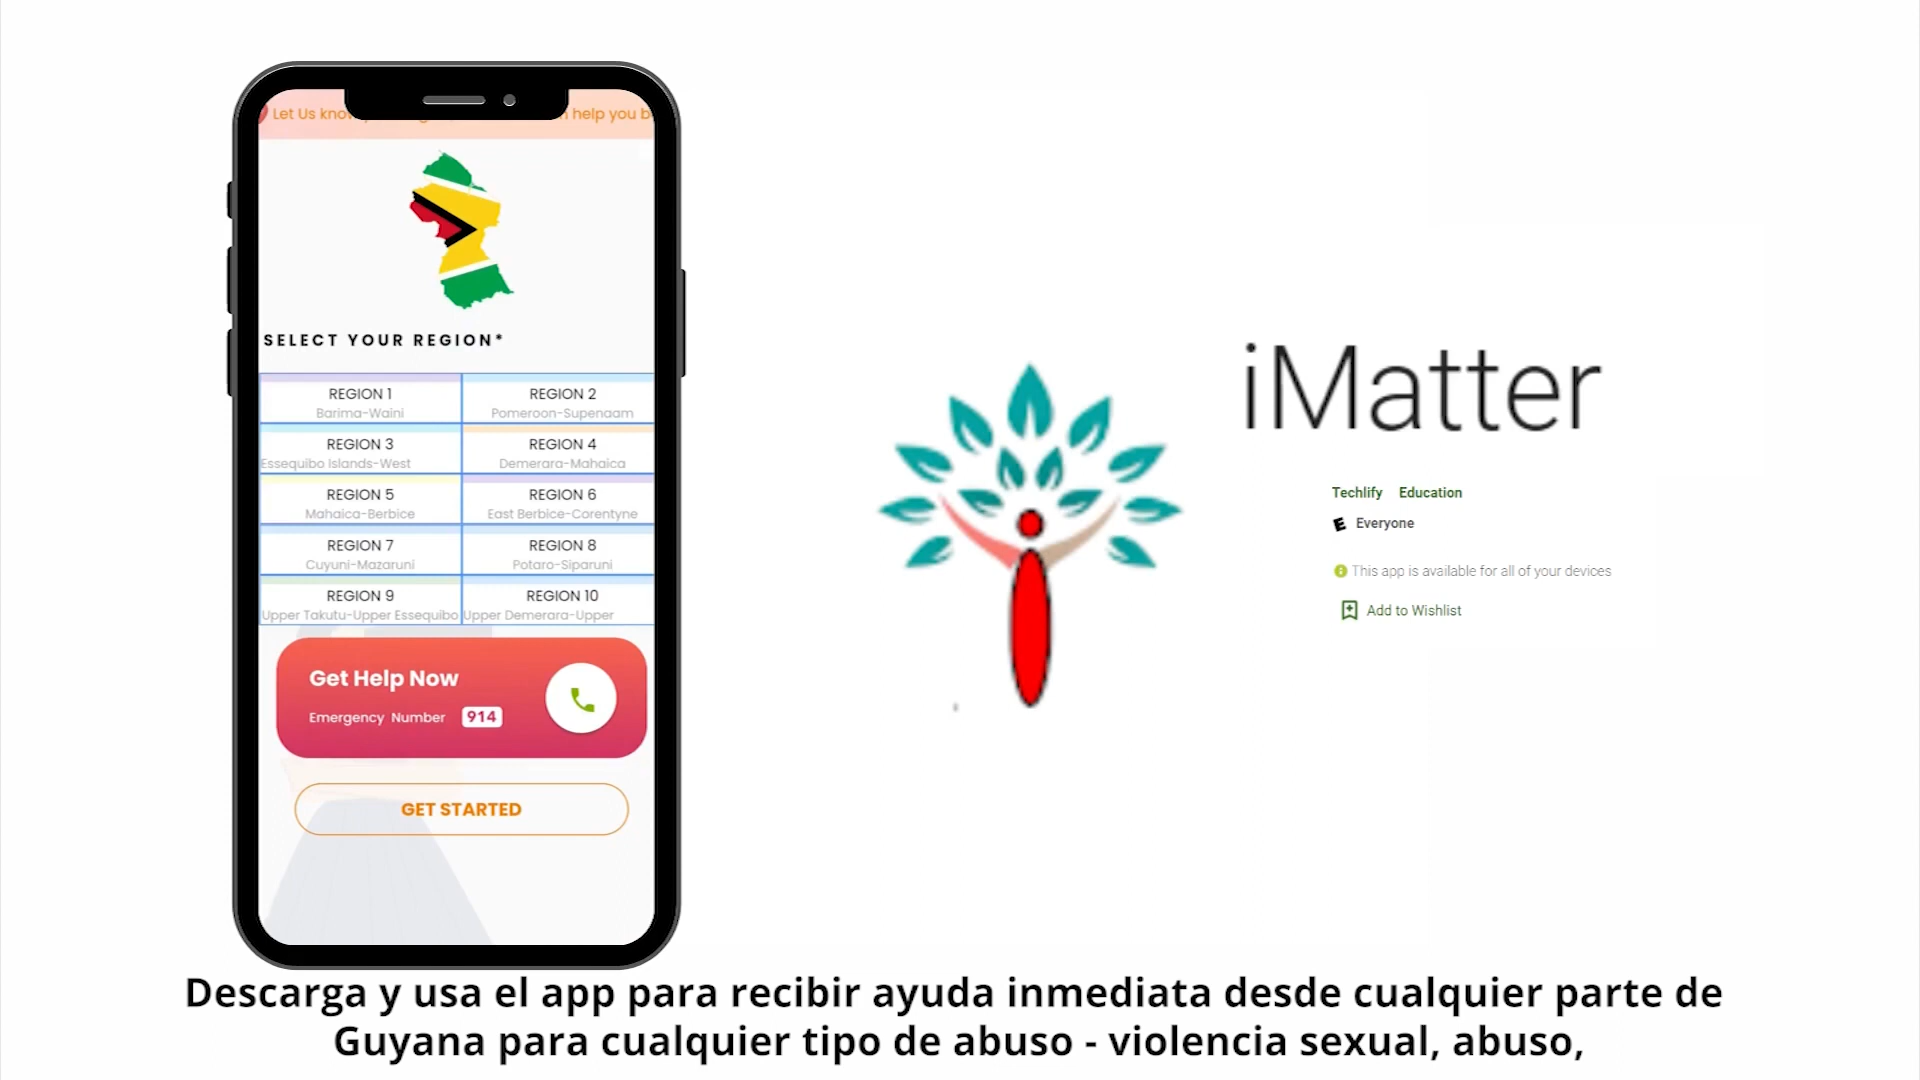 Let Us kno
help you b
SELECT YOUR REGION*
REGION 1
Barima-Waini
REGION 2
Pomeroon-Supenaam
REGION 3
Essequibo Islands-West
REGION 4
Demerara-Mahaica
REGION 5
Mahaica-Berbice
REGION 6
East Berbice-Corentyne
REGION 7
Cuyuni-Mazaruni
REGION 8
Potaro-Siparuni
REGION 9
Upper Takutu-Upper Essequibo
REGION 10
Upper Demerara-Upper
Get Help Now
Emergency Number 914
GET STARTED
iMatter
Techlify Education
E Everyone
This app is available for all of your devices
Add to Wishlist
Descarga y usa el app para recibir ayuda inmediata desde cualquier parte de
Guyana para cualquier tipo de abuso - violencia sexual, abuso,